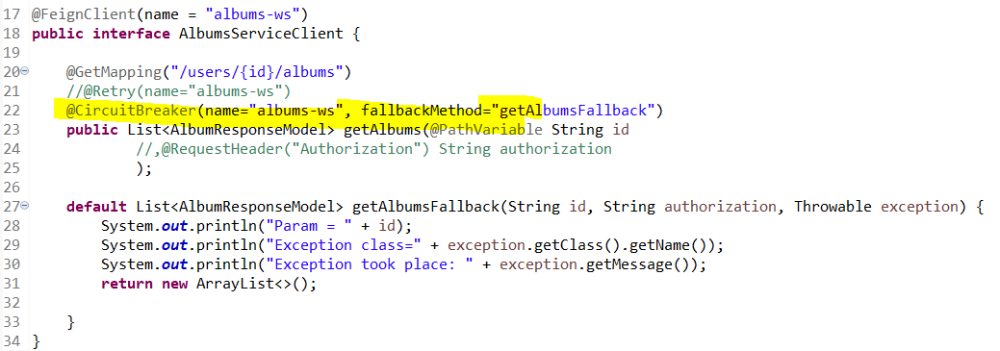 17 @FeignClient(name = "albums-ws")
18 public interface AlbumsServiceClient {
19
20 @GetMapping("/users/{id}/albums")
21 //@Retry(name="albums-ws")
22 @CircuitBreaker(name="albums-ws", fallbackMethod="getAlbumsFallback")
23 public List<AlbumResponseModel> getAlbums(@PathVariable String id
24 //,@RequestHeader("Authorization") String authorization
25 );
26
27 default List<AlbumResponseModel> getAlbumsFallback(String id, String authorization, Throwable exception) {
28 System.out.println("Param = " + id);
29 System.out.println("Exception class=" + exception.getClass().getName());
30 System.out.println("Exception took place: " + exception.getMessage());
31 return new ArrayList<>();
32
33 }
34 }